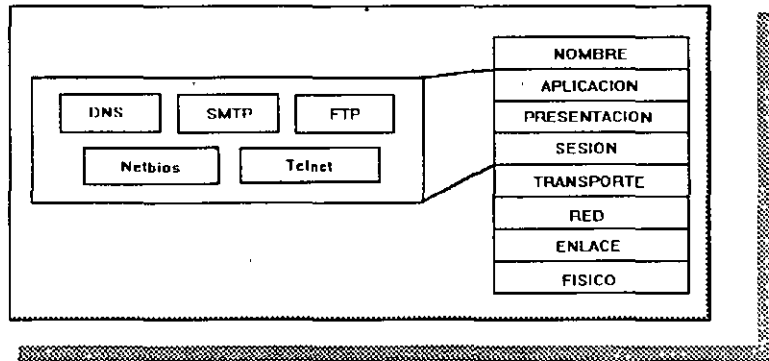 DNS
SMTP
FTP
Netbios
Telnet
NOMBRE
APLICACION
PRESENTACION
SESION
TRANSPORTE
RED
ENLACE
FISICO